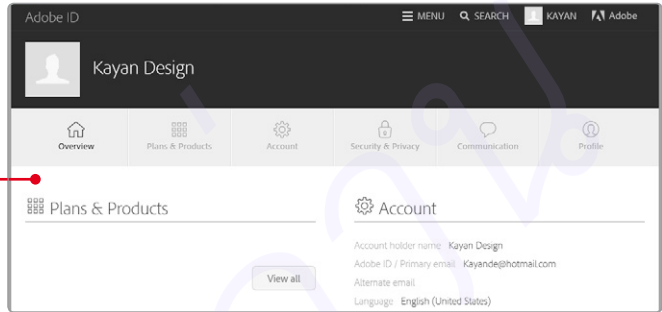 Adobe ID
MENU SEARCH KAYAN Adobe
Kayan Design
Overview Plans & Products Account Security & Privacy Communication Profile
Plans & Products
View all
Account
Account holder name Kayan Design
Adobe ID / Primary email Kayande@hotmail.com
Alternate email
Language English (United States)